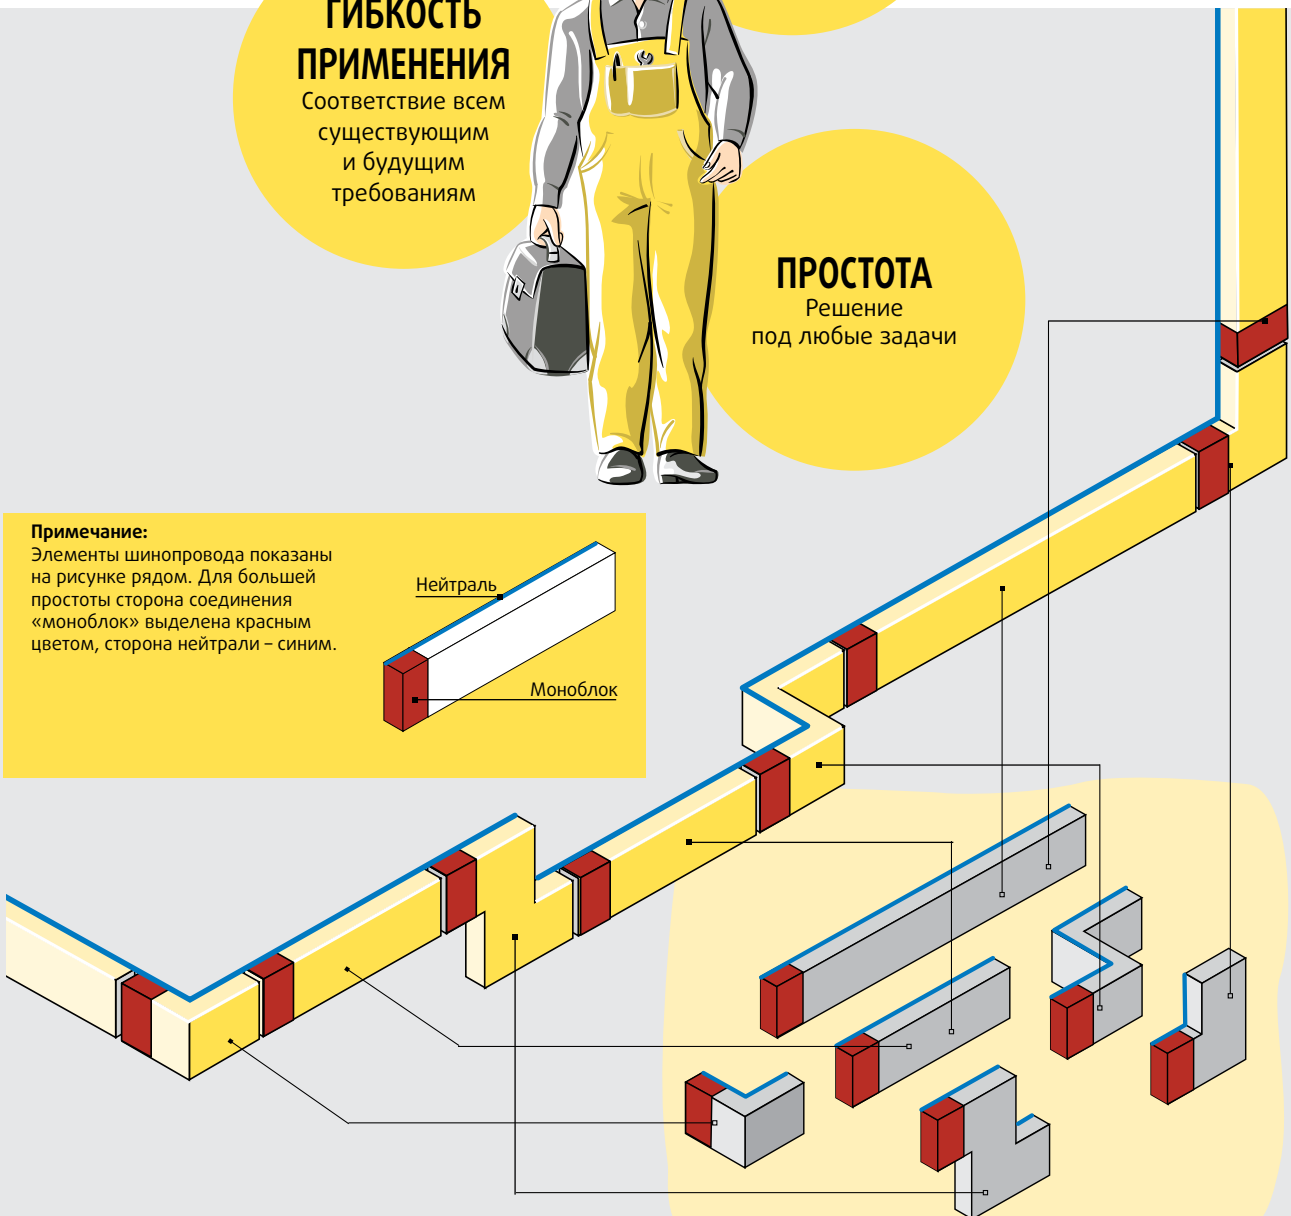 ГИБКОСТЬ
ПРИМЕНЕНИЯ
Соответствие всем
существующим
и будущим
требованиям
ПРОСТОТА
Решение
под любые задачи
Примечание:
Элементы шинопровода показаны
на рисунке рядом. Для большей
простоты сторона соединения
«моноблок» выделена красным
цветом, сторона нейтрали – синим.
Нейтраль
Моноблок